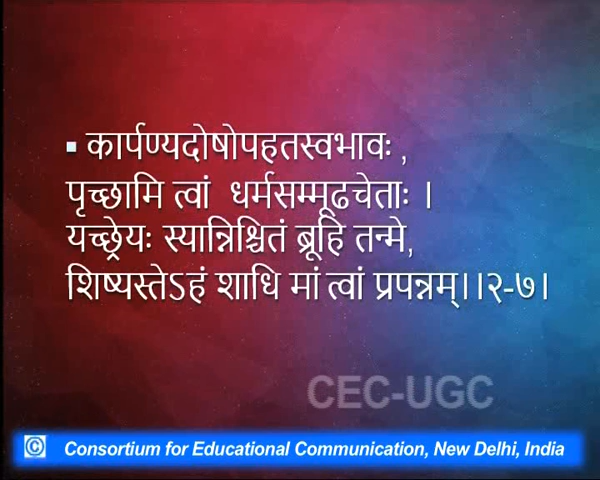 ▪ कार्पण्यदोषोपहतस्वभावः ,
पृच्छामि त्वां धर्मसम्मूढचेताः ।
यच्छ्रेयः स्यान्निश्चितं ब्रूहि तन्मे,
शिष्यस्तेऽहं शाधि मां त्वां प्रपन्नम्।।२-७।
CEC-UGC
© Consortium for Educational Communication, New Delhi, India